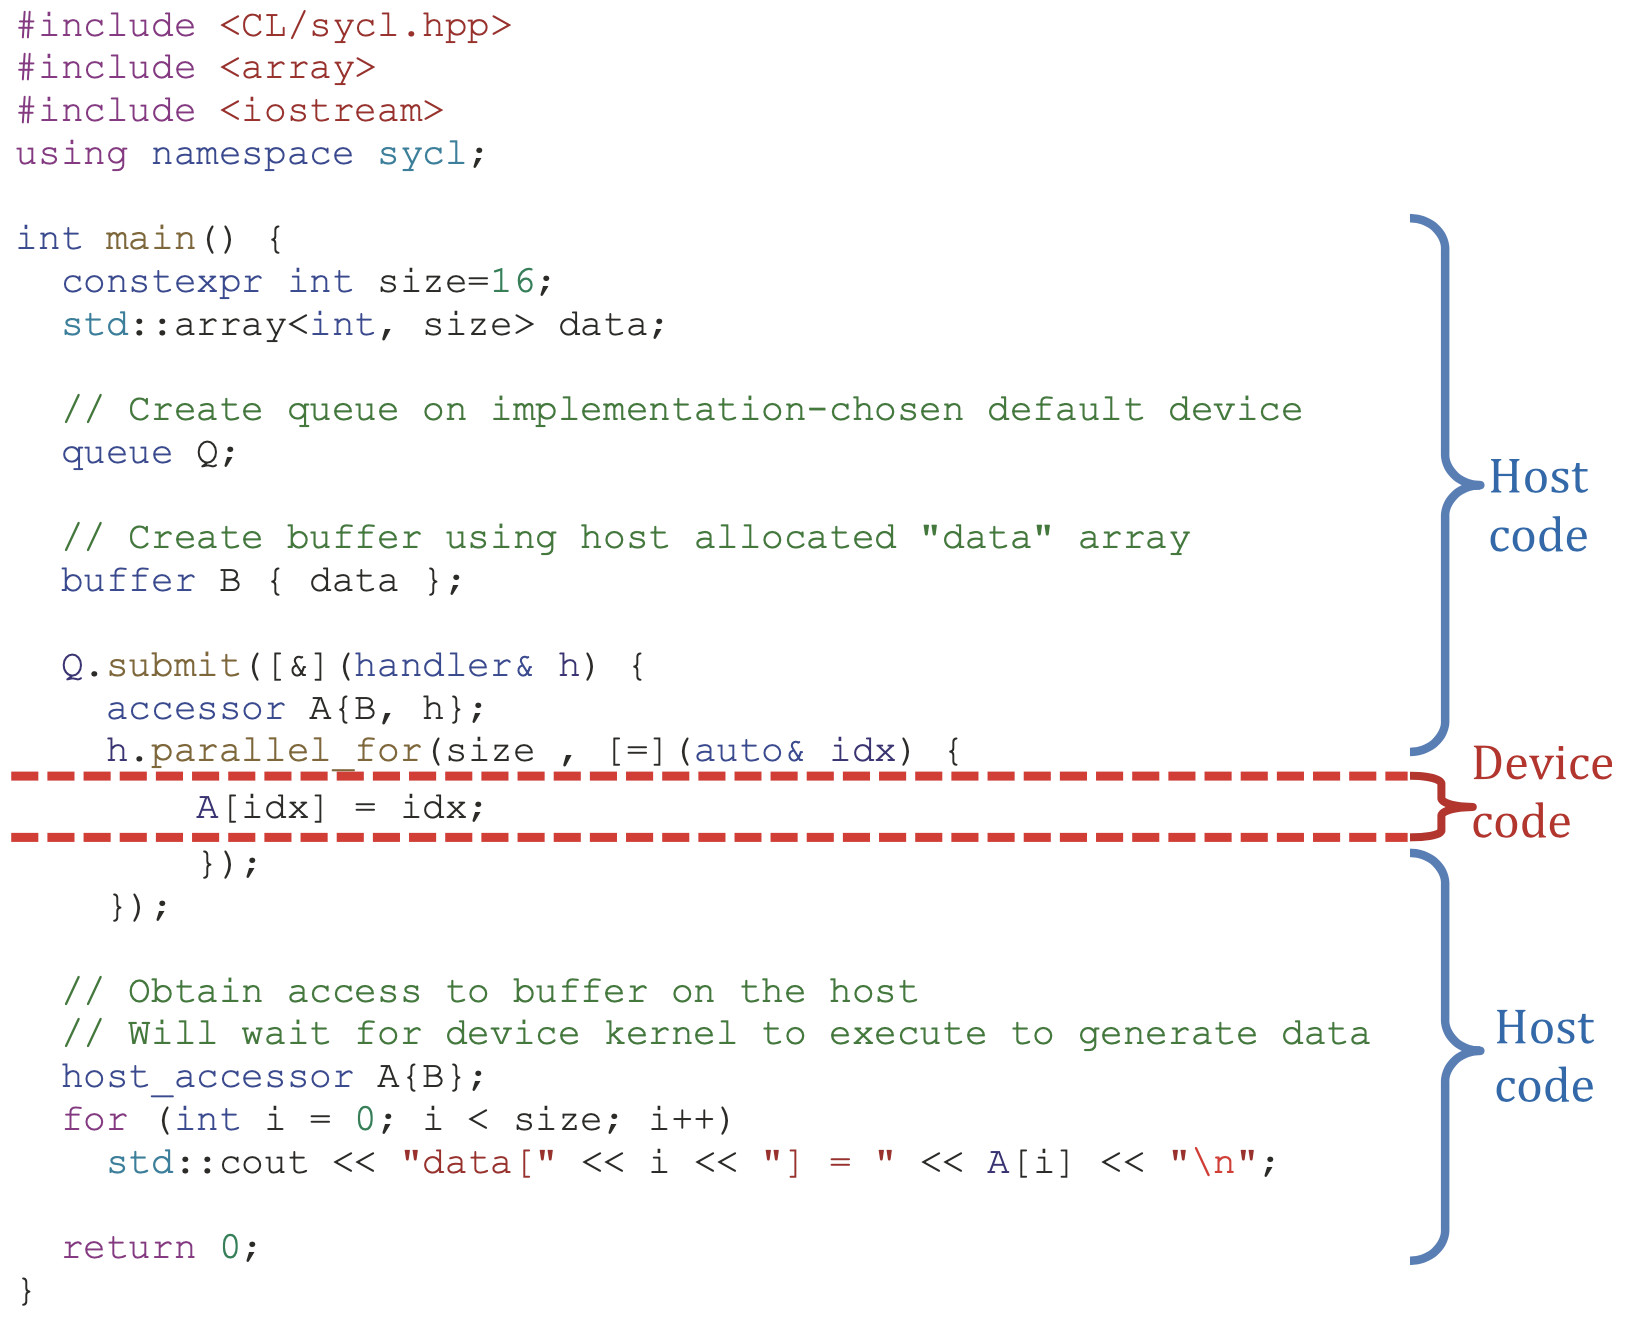 #include <CL/sycl.hpp>
#include <array>
#include <iostream>
using namespace sycl;

int main() {
  constexpr int size=16;
  std::array<int, size> data;

  // Create queue on implementation-chosen default device
  queue Q;

  // Create buffer using host allocated "data" array
  buffer B { data };

  Q.submit([&](handler& h) {
    accessor A{B, h};
    h.parallel_for(size , [=](auto& idx) {
        A[idx] = idx;
        });
    });

  // Obtain access to buffer on the host
  // Will wait for device kernel to execute to generate data
  host_accessor A{B};
  for (int i = 0; i < size; i++)
    std::cout << "data[" << i << "] = " << A[i] << "\n";

  return 0;
}
Host
code
Device
code
Host
code